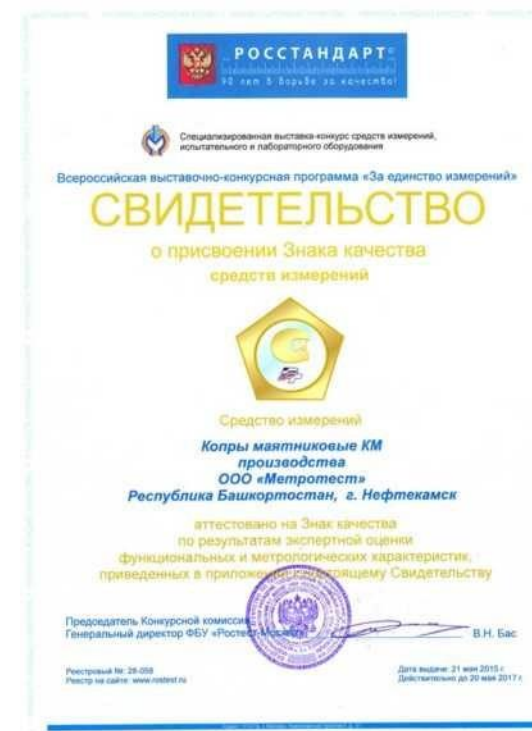 РОССТАНДАРТ
90 лет в борьбе за качество!
Специализированная выставка-конкурс средств измерений,
испытательного и лабораторного оборудования
Всероссийская выставочно-конкурсная программа «За единство измерений»
СВИДЕТЕЛЬСТВО
о присвоении Знака качества
средств измерений
Средство измерений
Копры маятниковые КМ
производства
ООО «Метротест»
Республика Башкортостан, г. Нефтекамск
аттестовано на Знак качества
по результатам экспертной оценки
функциональных и метрологических характеристик,
приведенных в приложении к настоящему Свидетельству
Председатель Конкурсной комиссии
Генеральный директор ФБУ «Ростест-Москва»
В.Н. Бас
Реестровый №: 28-058
Реестр на сайте: www.rostest.ru
Дата выдачи: 21 мая 2015 г.
Действительно до 20 мая 2017 г.